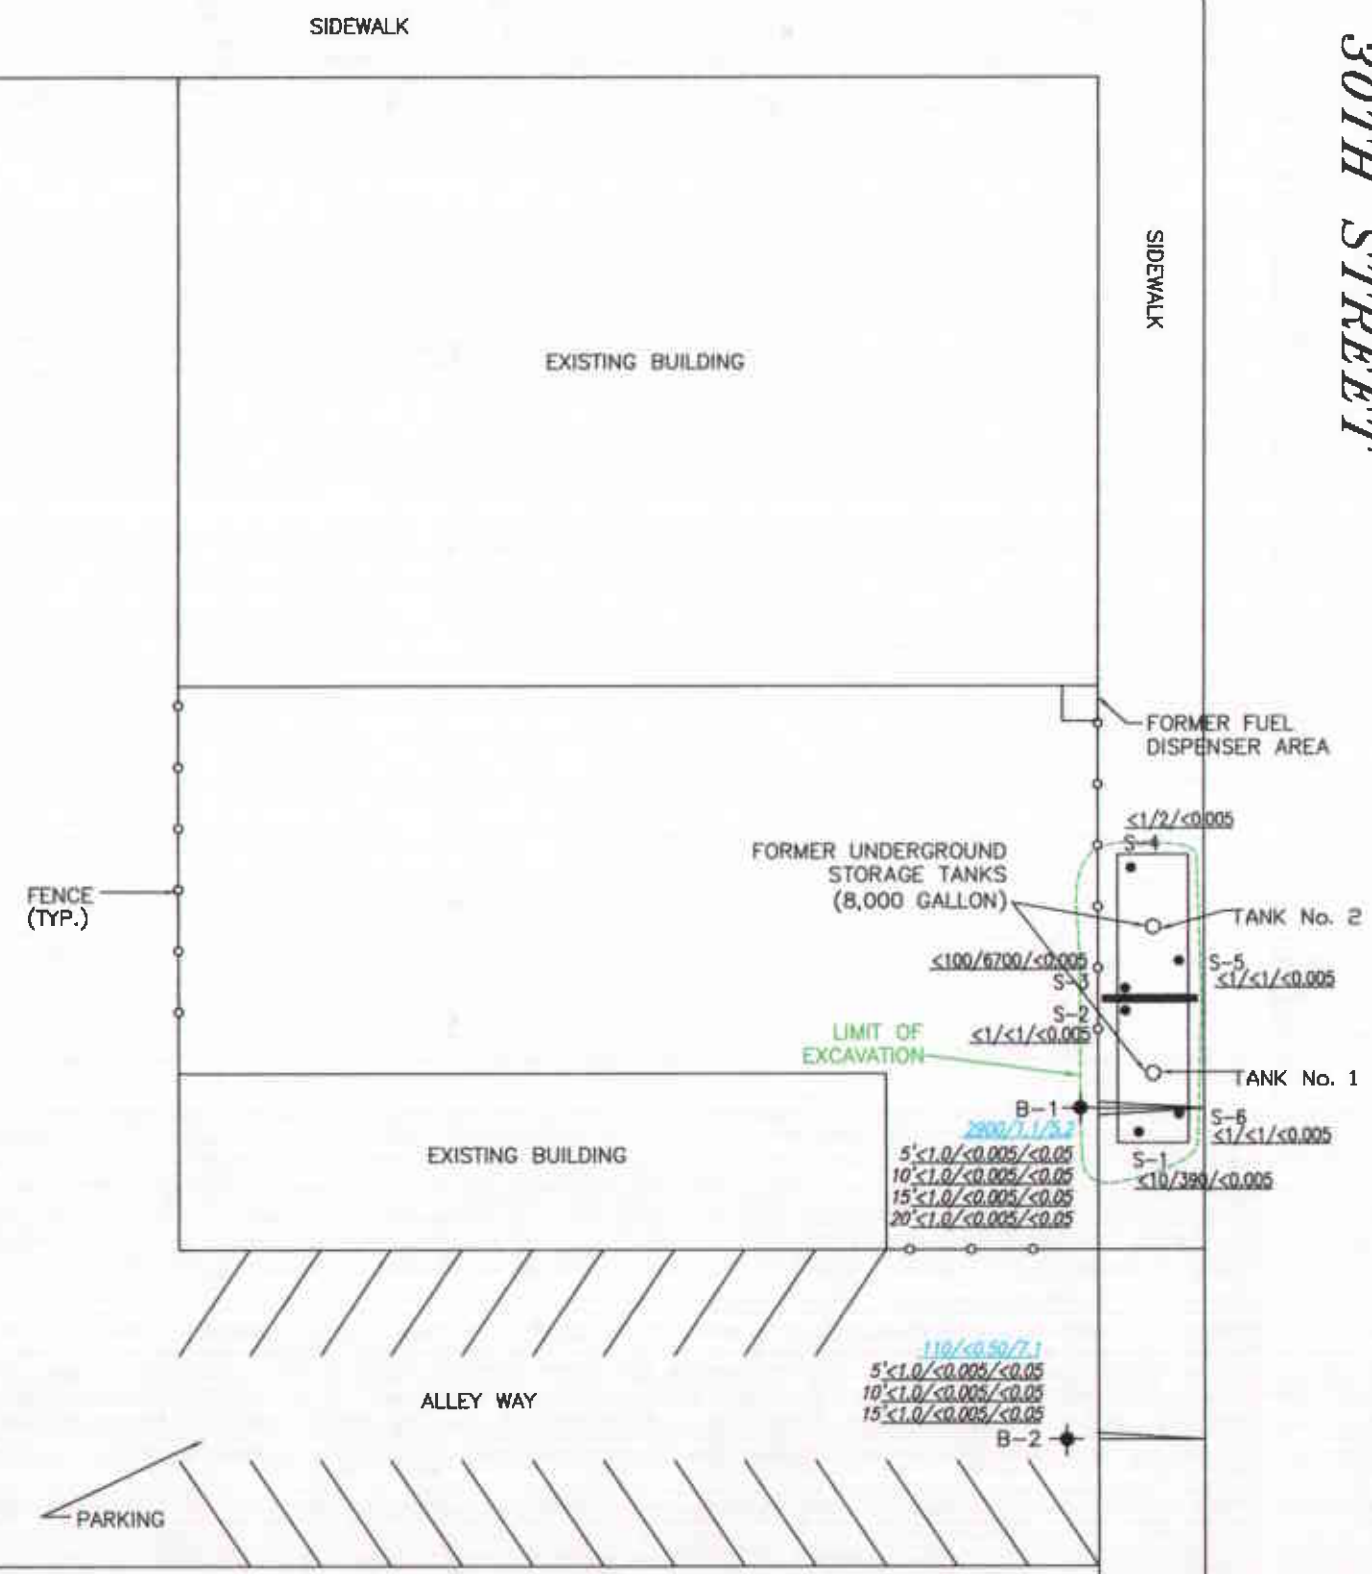 SIDEWALK
30TH STREET
SIDEWALK
EXISTING BUILDING
FORMER FUEL
DISPENSER AREA
<1/2/<0.005
S-4
FORMER UNDERGROUND
STORAGE TANKS
(8,000 GALLON)
FENCE
(TYP.)
TANK No. 2
<100/6700/<0.005
S-3
S-5
<1/<1/<0.005
S-2
<1/<1/<0.005
LIMIT OF
EXCAVATION
TANK No. 1
B-1
S-6
<1/<1/<0.005
2900/1.1/5.2
5'<1.0/<0.005/<0.05
10'<1.0/<0.005/<0.05
15'<1.0/<0.005/<0.05
20'<1.0/<0.005/<0.05
S-1
<10/390/<0.005
EXISTING BUILDING
110/<0.50/7.1
5'<1.0/<0.005/<0.05
10'<1.0/<0.005/<0.05
15'<1.0/<0.005/<0.05
B-2
ALLEY WAY
PARKING